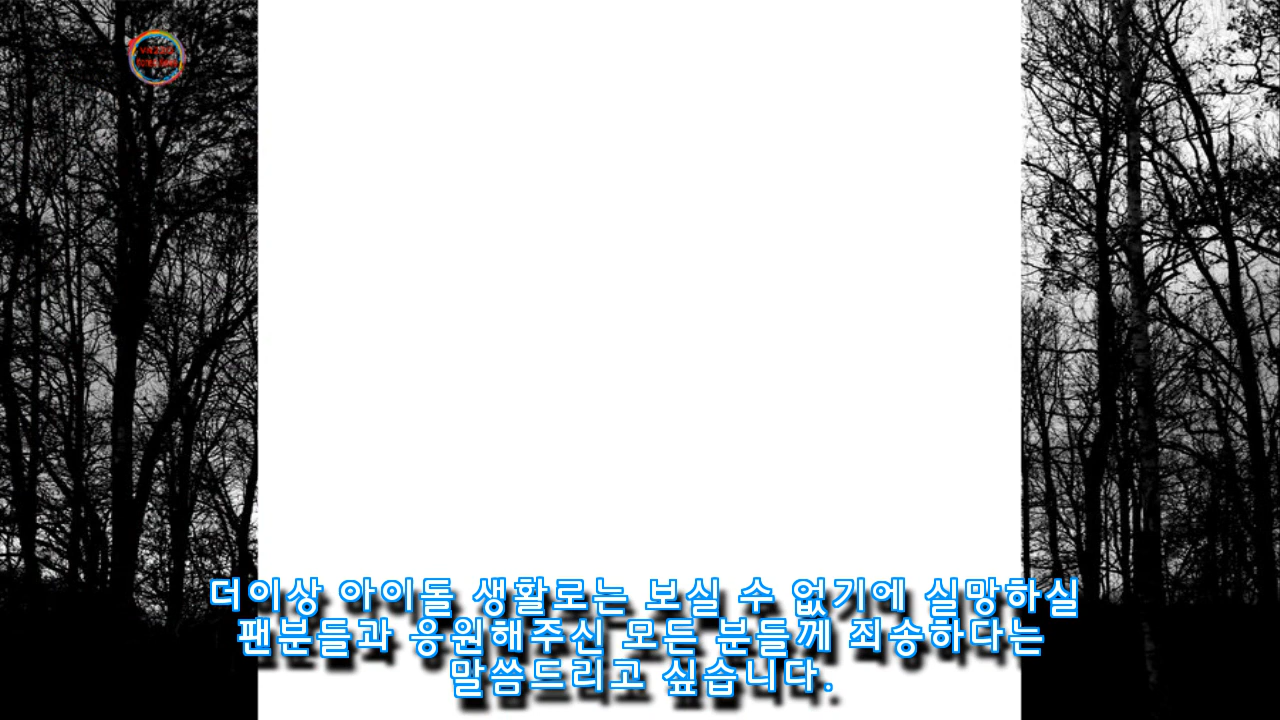 더이상 아이돌 생활로는 보실 수 없기에 실망하실
팬분들과 응원해주신 모든 분들께 죄송하다는
말씀드리고 싶습니다.